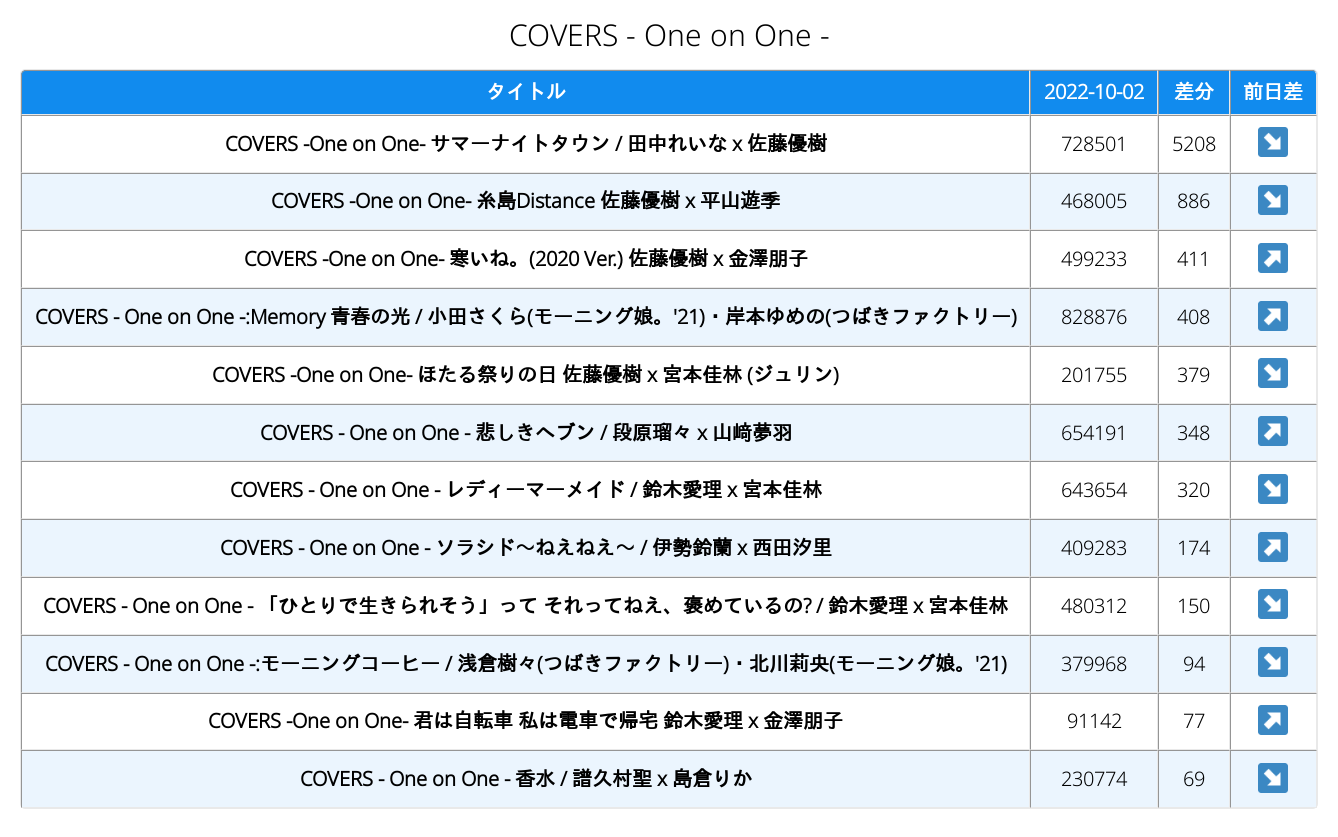 COVERS - One on One -
タイトル 2022-10-02 差分 前日差
COVERS -One on One- サマーナイトタウン / 田中れいな x 佐藤優樹 728501 5208
COVERS -One on One- 糸島Distance 佐藤優樹 x 平山遊季 468005 886
COVERS -One on One- 寒いね。(2020 Ver.) 佐藤優樹 x 金澤朋子 499233 411
COVERS - One on One -:Memory 青春の光 / 小田さくら(モーニング娘。'21)・岸本ゆめの(つばきファクトリー) 828876 408
COVERS -One on One- ほたる祭りの日 佐藤優樹 x 宮本佳林 (ジュリン) 201755 379
COVERS - One on One - 悲しきヘブン / 段原瑠々 x 山﨑夢羽 654191 348
COVERS - One on One - レディーマーメイド / 鈴木愛理 x 宮本佳林 643654 320
COVERS - One on One - ソラシド～ねえねえ～ / 伊勢鈴蘭 x 西田汐里 409283 174
COVERS - One on One - 「ひとりで生きられそう」って それってねえ、褒めているの? / 鈴木愛理 x 宮本佳林 480312 150
COVERS - One on One -:モーニングコーヒー / 浅倉樹々(つばきファクトリー)・北川莉央(モーニング娘。'21) 379968 94
COVERS -One on One- 君は自転車 私は電車で帰宅 鈴木愛理 x 金澤朋子 91142 77
COVERS - One on One - 香水 / 譜久村聖 x 島倉りか 230774 69